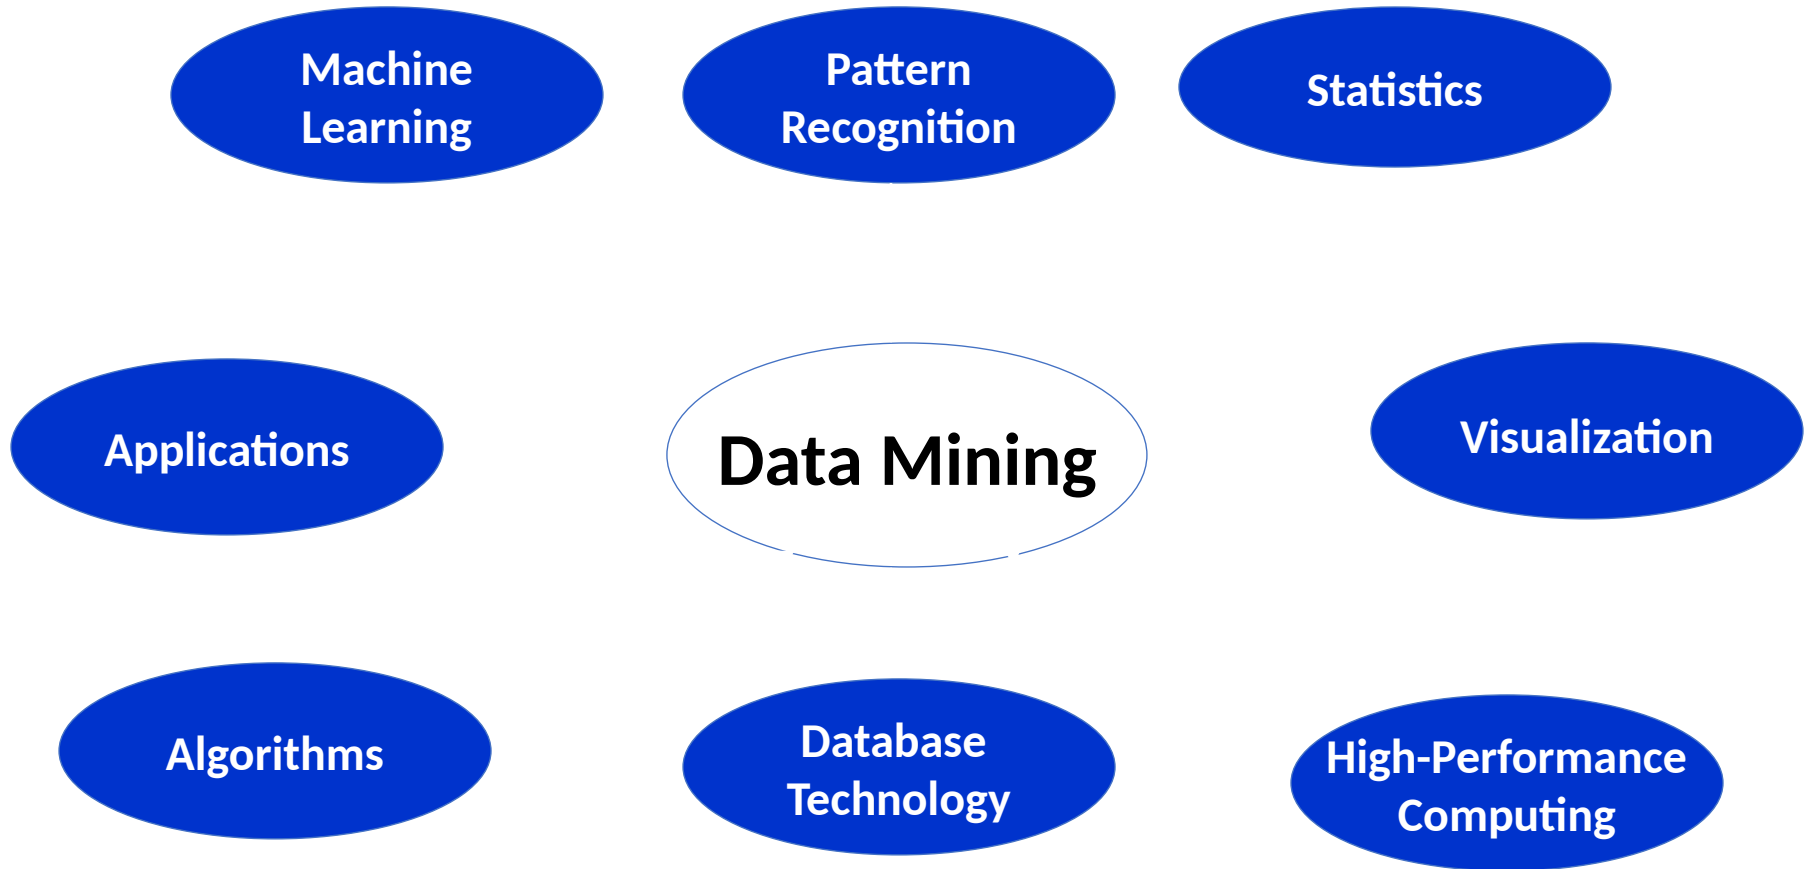 Machine
Learning
Pattern
Recognition
Statistics
Applications
Data Mining
Visualization
Algorithms
Database
Technology
High-Performance
Computing